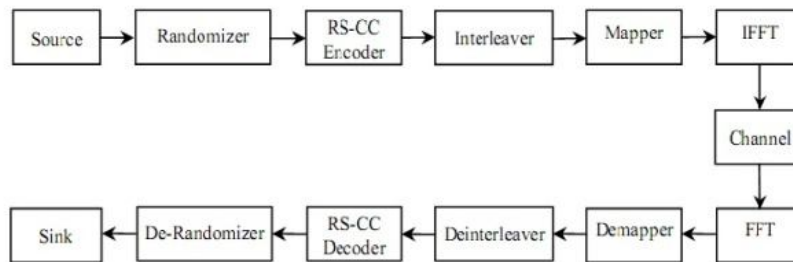 Source
Randomizer
RS-CC
Encoder
Interleaver
Mapper
IFFT
Channel
Sink
De-Randomizer
RS-CC
Decoder
Deinterleaver
Demapper
FFT